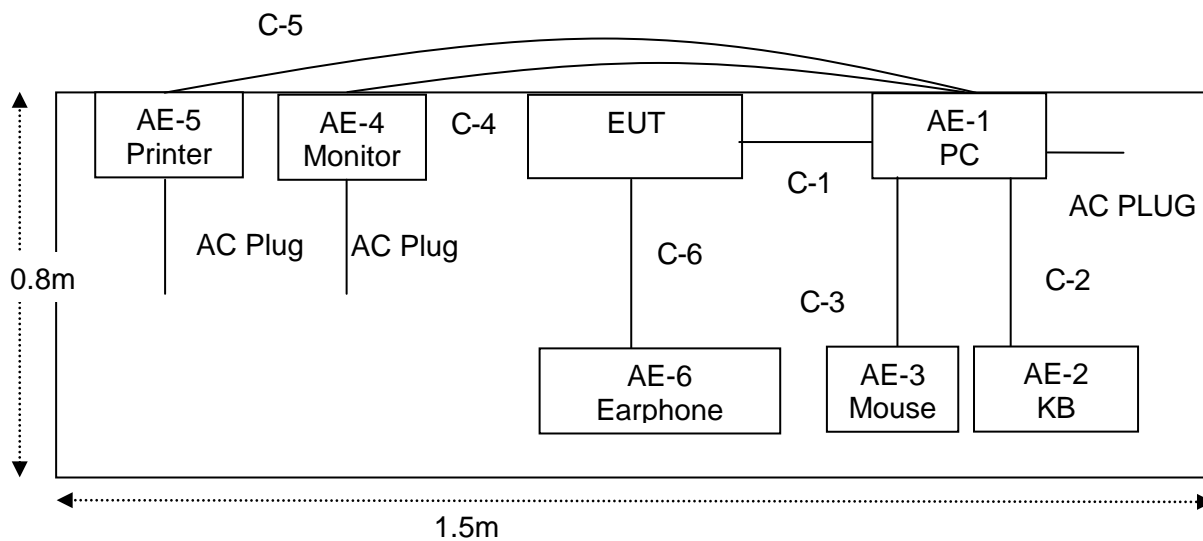 C-5
AE-5
Printer
AE-4
Monitor
C-4
EUT
AE-1
PC
C-1
AC PLUG
AC Plug
AC Plug
C-6
C-2
0.8m
C-3
AE-6
Earphone
AE-3
Mouse
AE-2
KB
1.5m